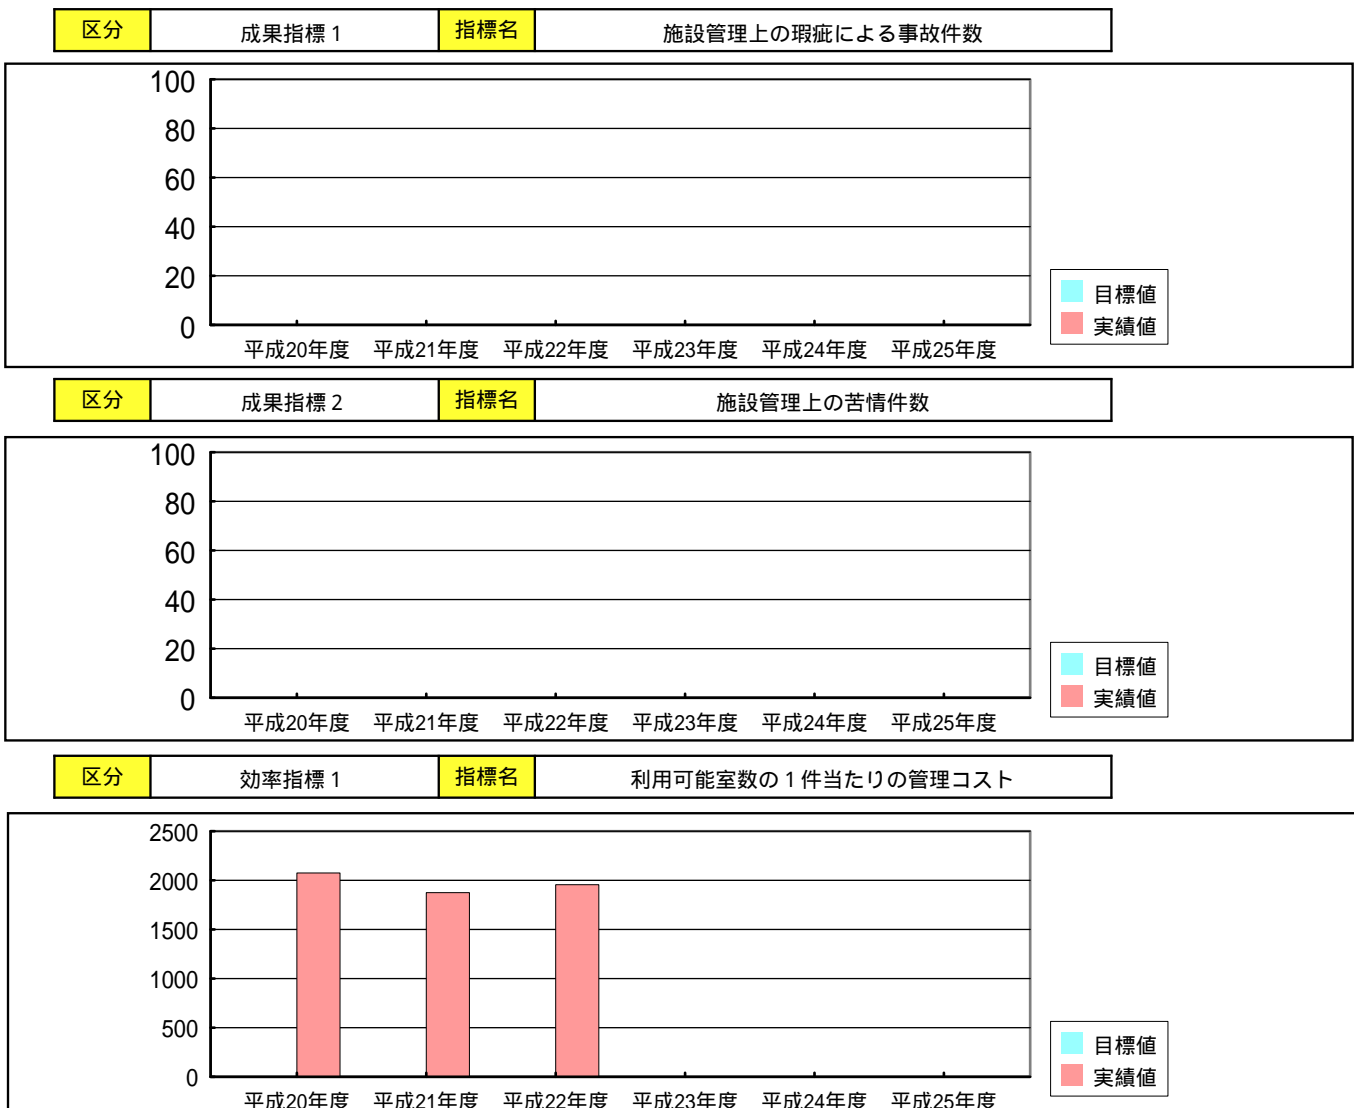 区分 成果指標１ 指標名 施設管理上の瑕疵による事故件数
100
80
60
40
20
0
平成20年度 平成21年度 平成22年度 平成23年度 平成24年度 平成25年度
目標値
実績値
区分 成果指標２ 指標名 施設管理上の苦情件数
100
80
60
40
20
0
平成20年度 平成21年度 平成22年度 平成23年度 平成24年度 平成25年度
目標値
実績値
区分 効率指標１ 指標名 利用可能室数の１件当たりの管理コスト
2500
2000
1500
1000
500
0
平成20年度 平成21年度 平成22年度 平成23年度 平成24年度 平成25年度
目標値
実績値